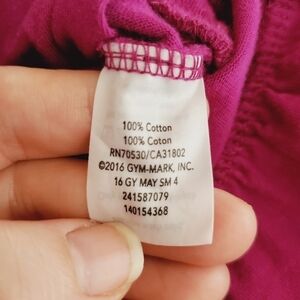 100% Cotton
100% Coton
RN70530/CA31802
©2016 GYM-MARK, INC.
16 GY MAY SM 4
241587079
140154368